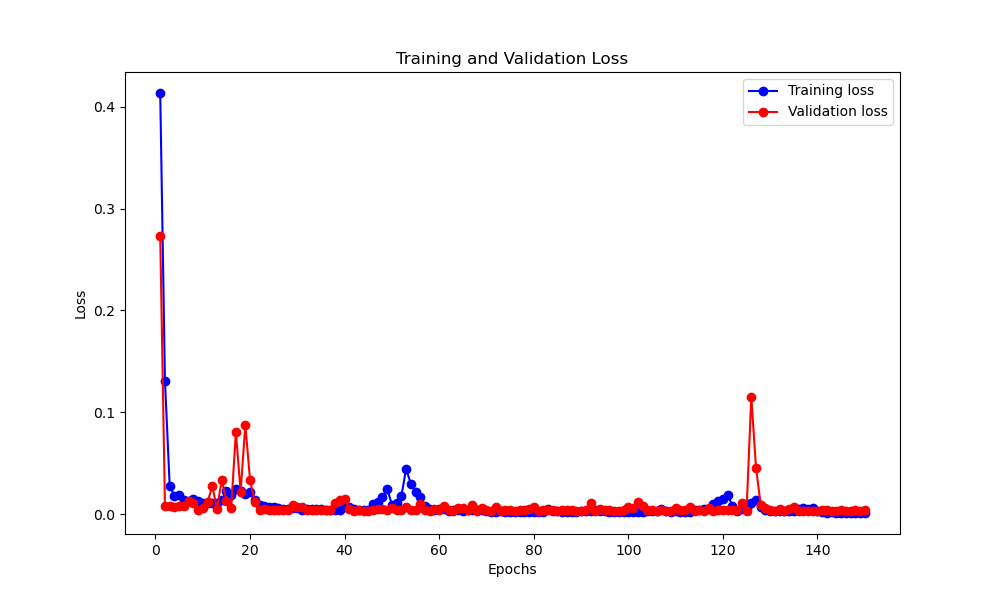 Training and Validation Loss
Training loss
Validation loss
0.4
0.3
0.2
0.1
0.0
Loss
0 20 40 60 80 100 120 140
Epochs